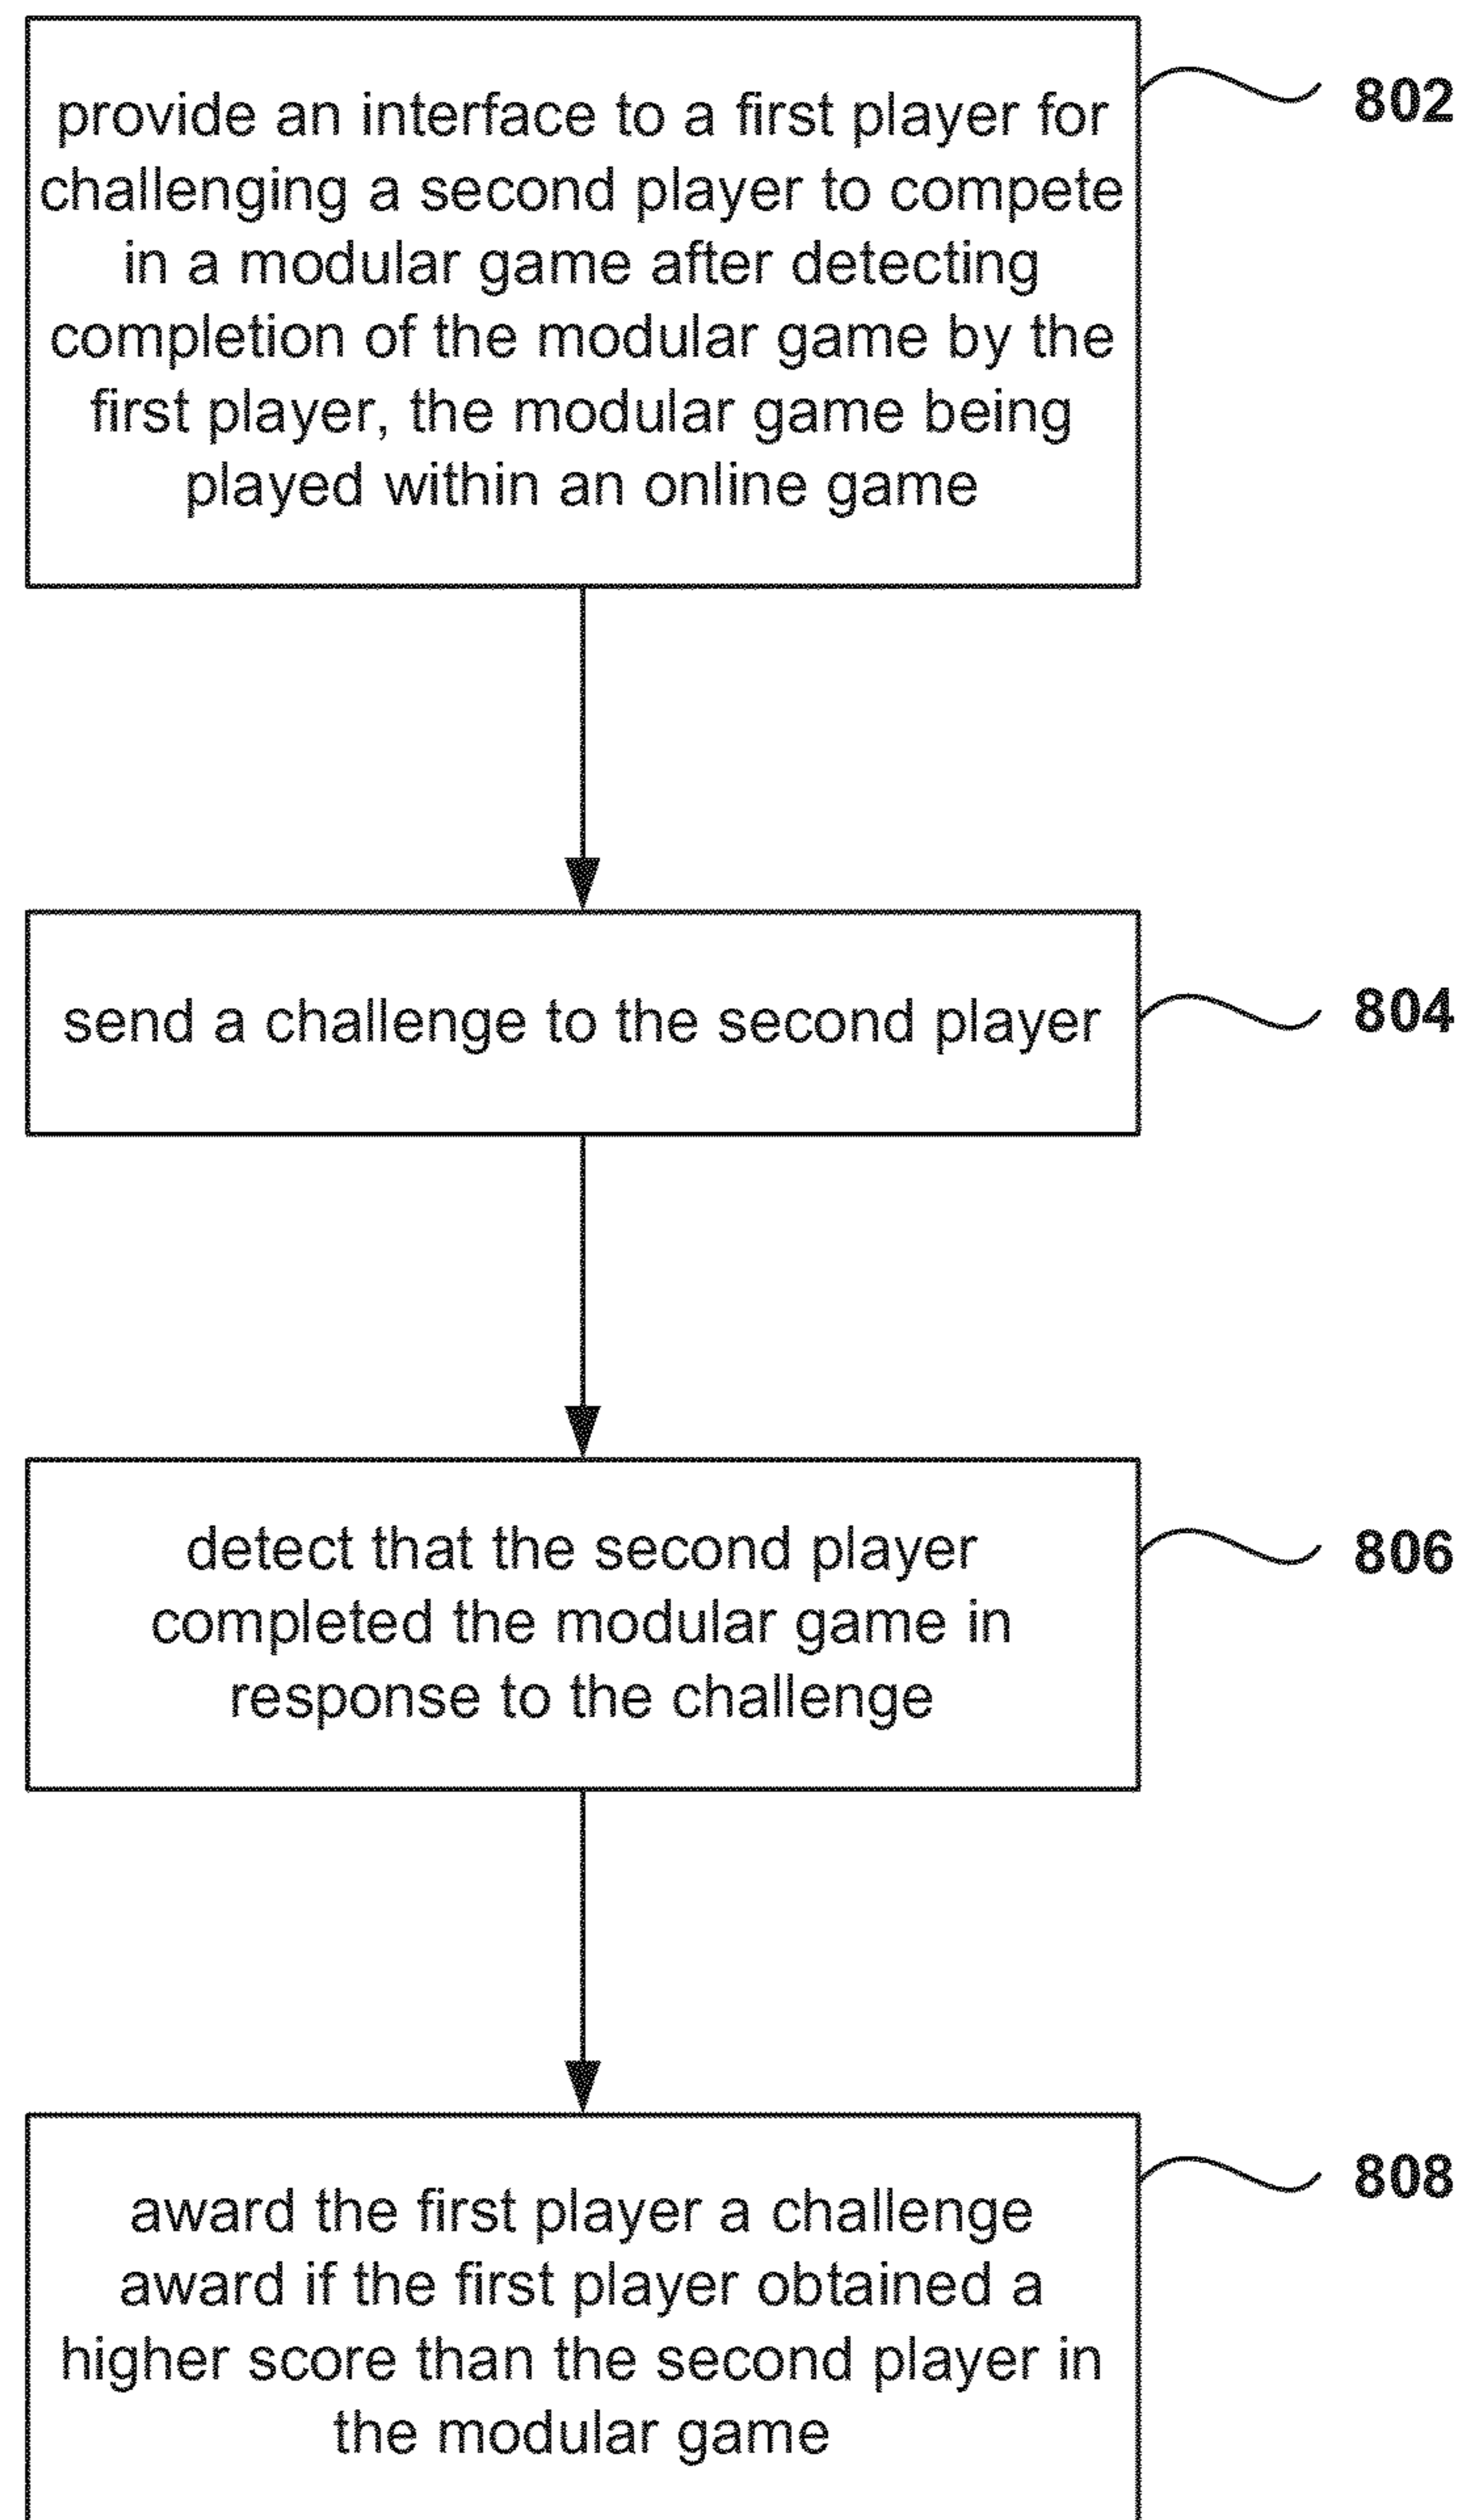 provide an interface to a first player for
challenging a second player to compete
in a modular game after detecting
completion of the modular game by the
first player, the modular game being
played within an online game
802
send a challenge to the second player
804
detect that the second player
completed the modular game in
response to the challenge
806
award the first player a challenge
award if the first player obtained a
higher score than the second player in
the modular game
808